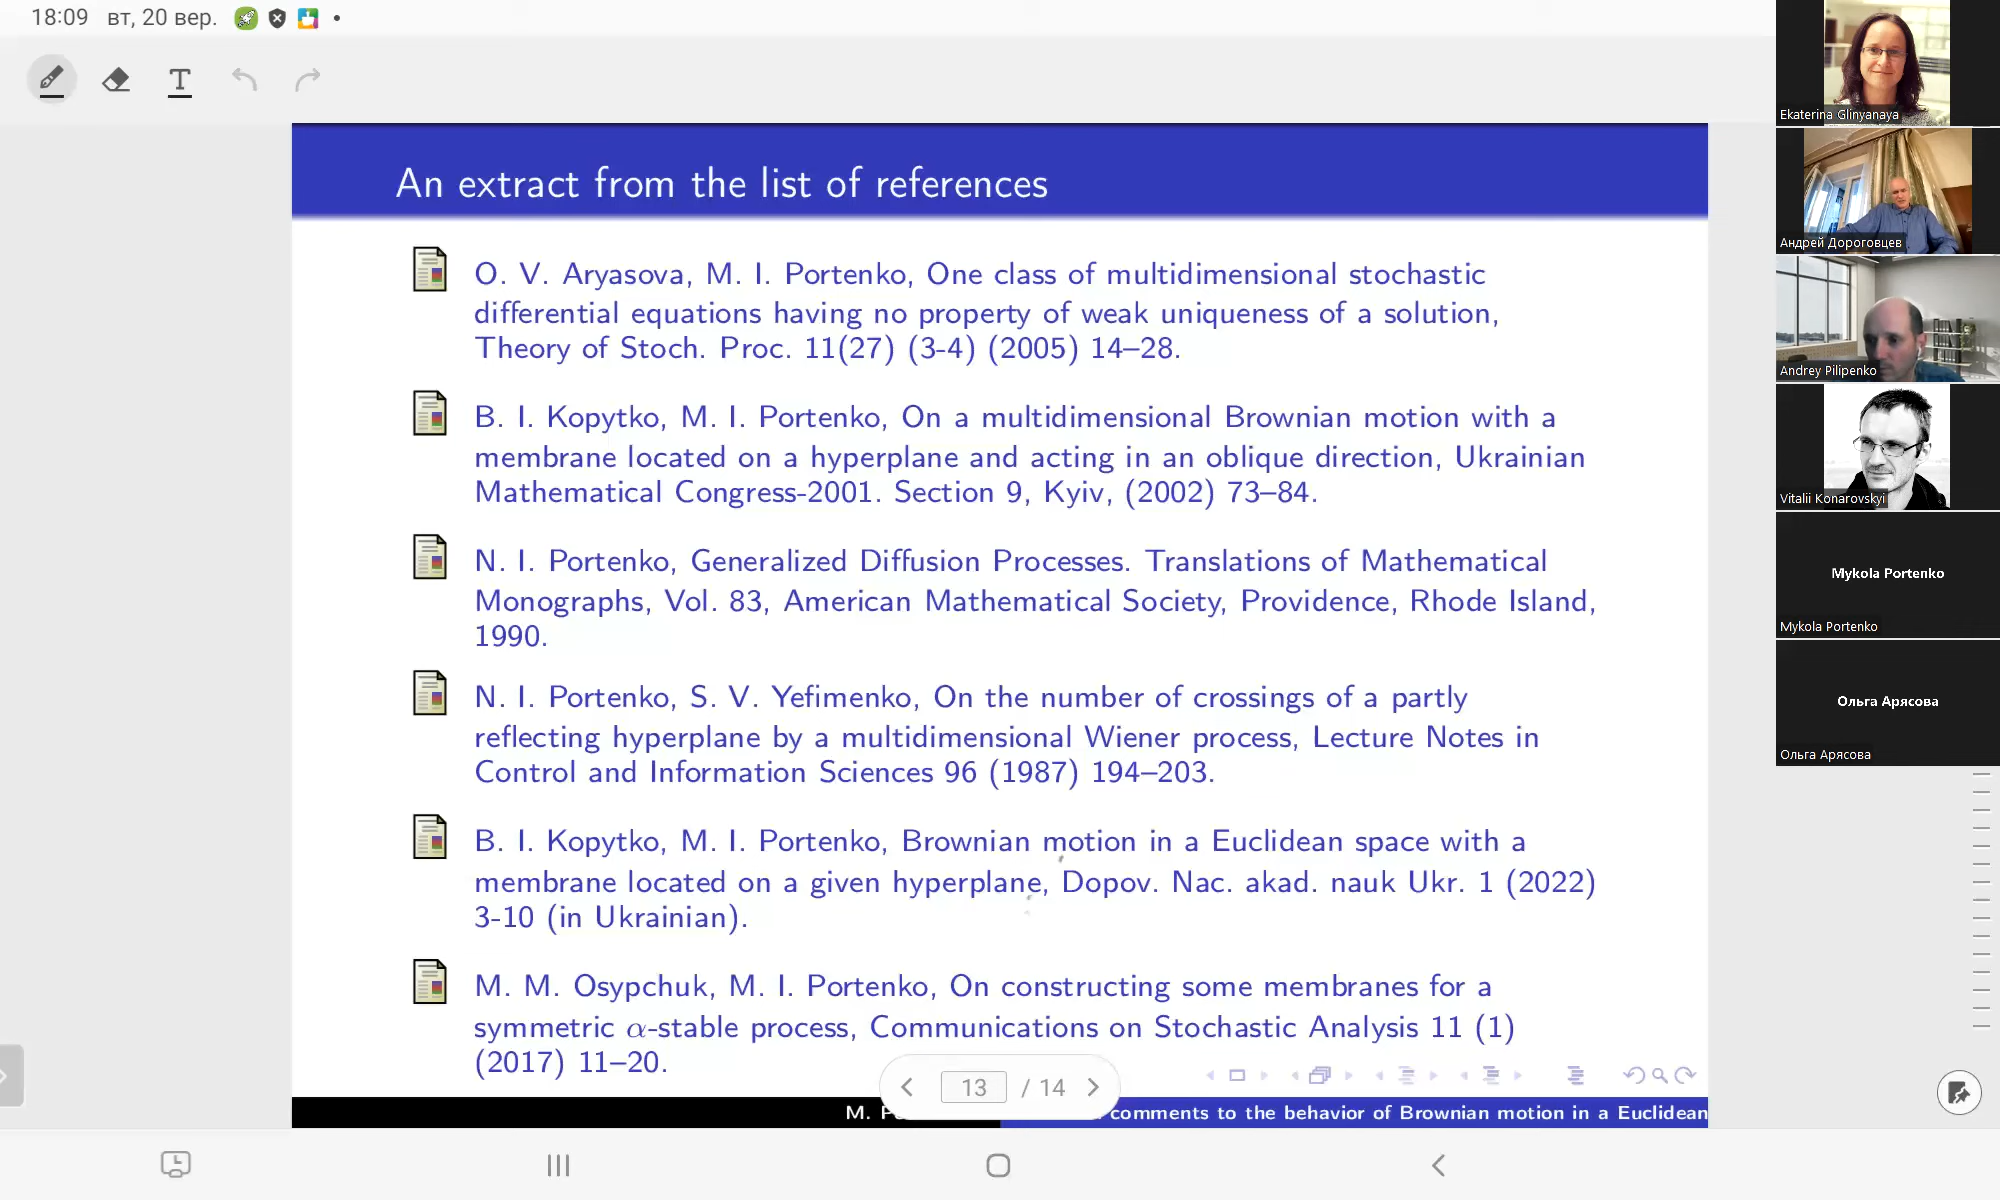 18:09 вт, 20 вер.
An extract from the list of references
O. V. Aryasova, M. I. Portenko, One class of multidimensional stochastic
differential equations having no property of weak uniqueness of a solution,
Theory of Stoch. Proc. 11(27) (3-4) (2005) 14–28.
B. I. Kopytko, M. I. Portenko, On a multidimensional Brownian motion with a
membrane located on a hyperplane and acting in an oblique direction, Ukrainian
Mathematical Congress-2001. Section 9, Kyiv, (2002) 73–84.
N. I. Portenko, Generalized Diffusion Processes. Translations of Mathematical
Monographs, Vol. 83, American Mathematical Society, Providence, Rhode Island,
1990.
N. I. Portenko, S. V. Yefimenko, On the number of crossings of a partly
reflecting hyperplane by a multidimensional Wiener process, Lecture Notes in
Control and Information Sciences 96 (1987) 194–203.
B. I. Kopytko, M. I. Portenko, Brownian motion in a Euclidean space with a
membrane located on a given hyperplane, Dopov. Nac. akad. nauk Ukr. 1 (2022)
3-10 (in Ukrainian).
M. M. Osypchuk, M. I. Portenko, On constructing some membranes for a
symmetric α-stable process, Communications on Stochastic Analysis 11 (1)
(2017) 11–20.
13 / 14
M. comments to the behavior of Brownian motion in a Euclidean
Ekaterina Glinyanaya
Андрей Дороговцев
Andrey Pilipenko
Vitalii Konarovskyi
Mykola Portenko
Mykola Portenko
Ольга Арясова
Ольга Арясова